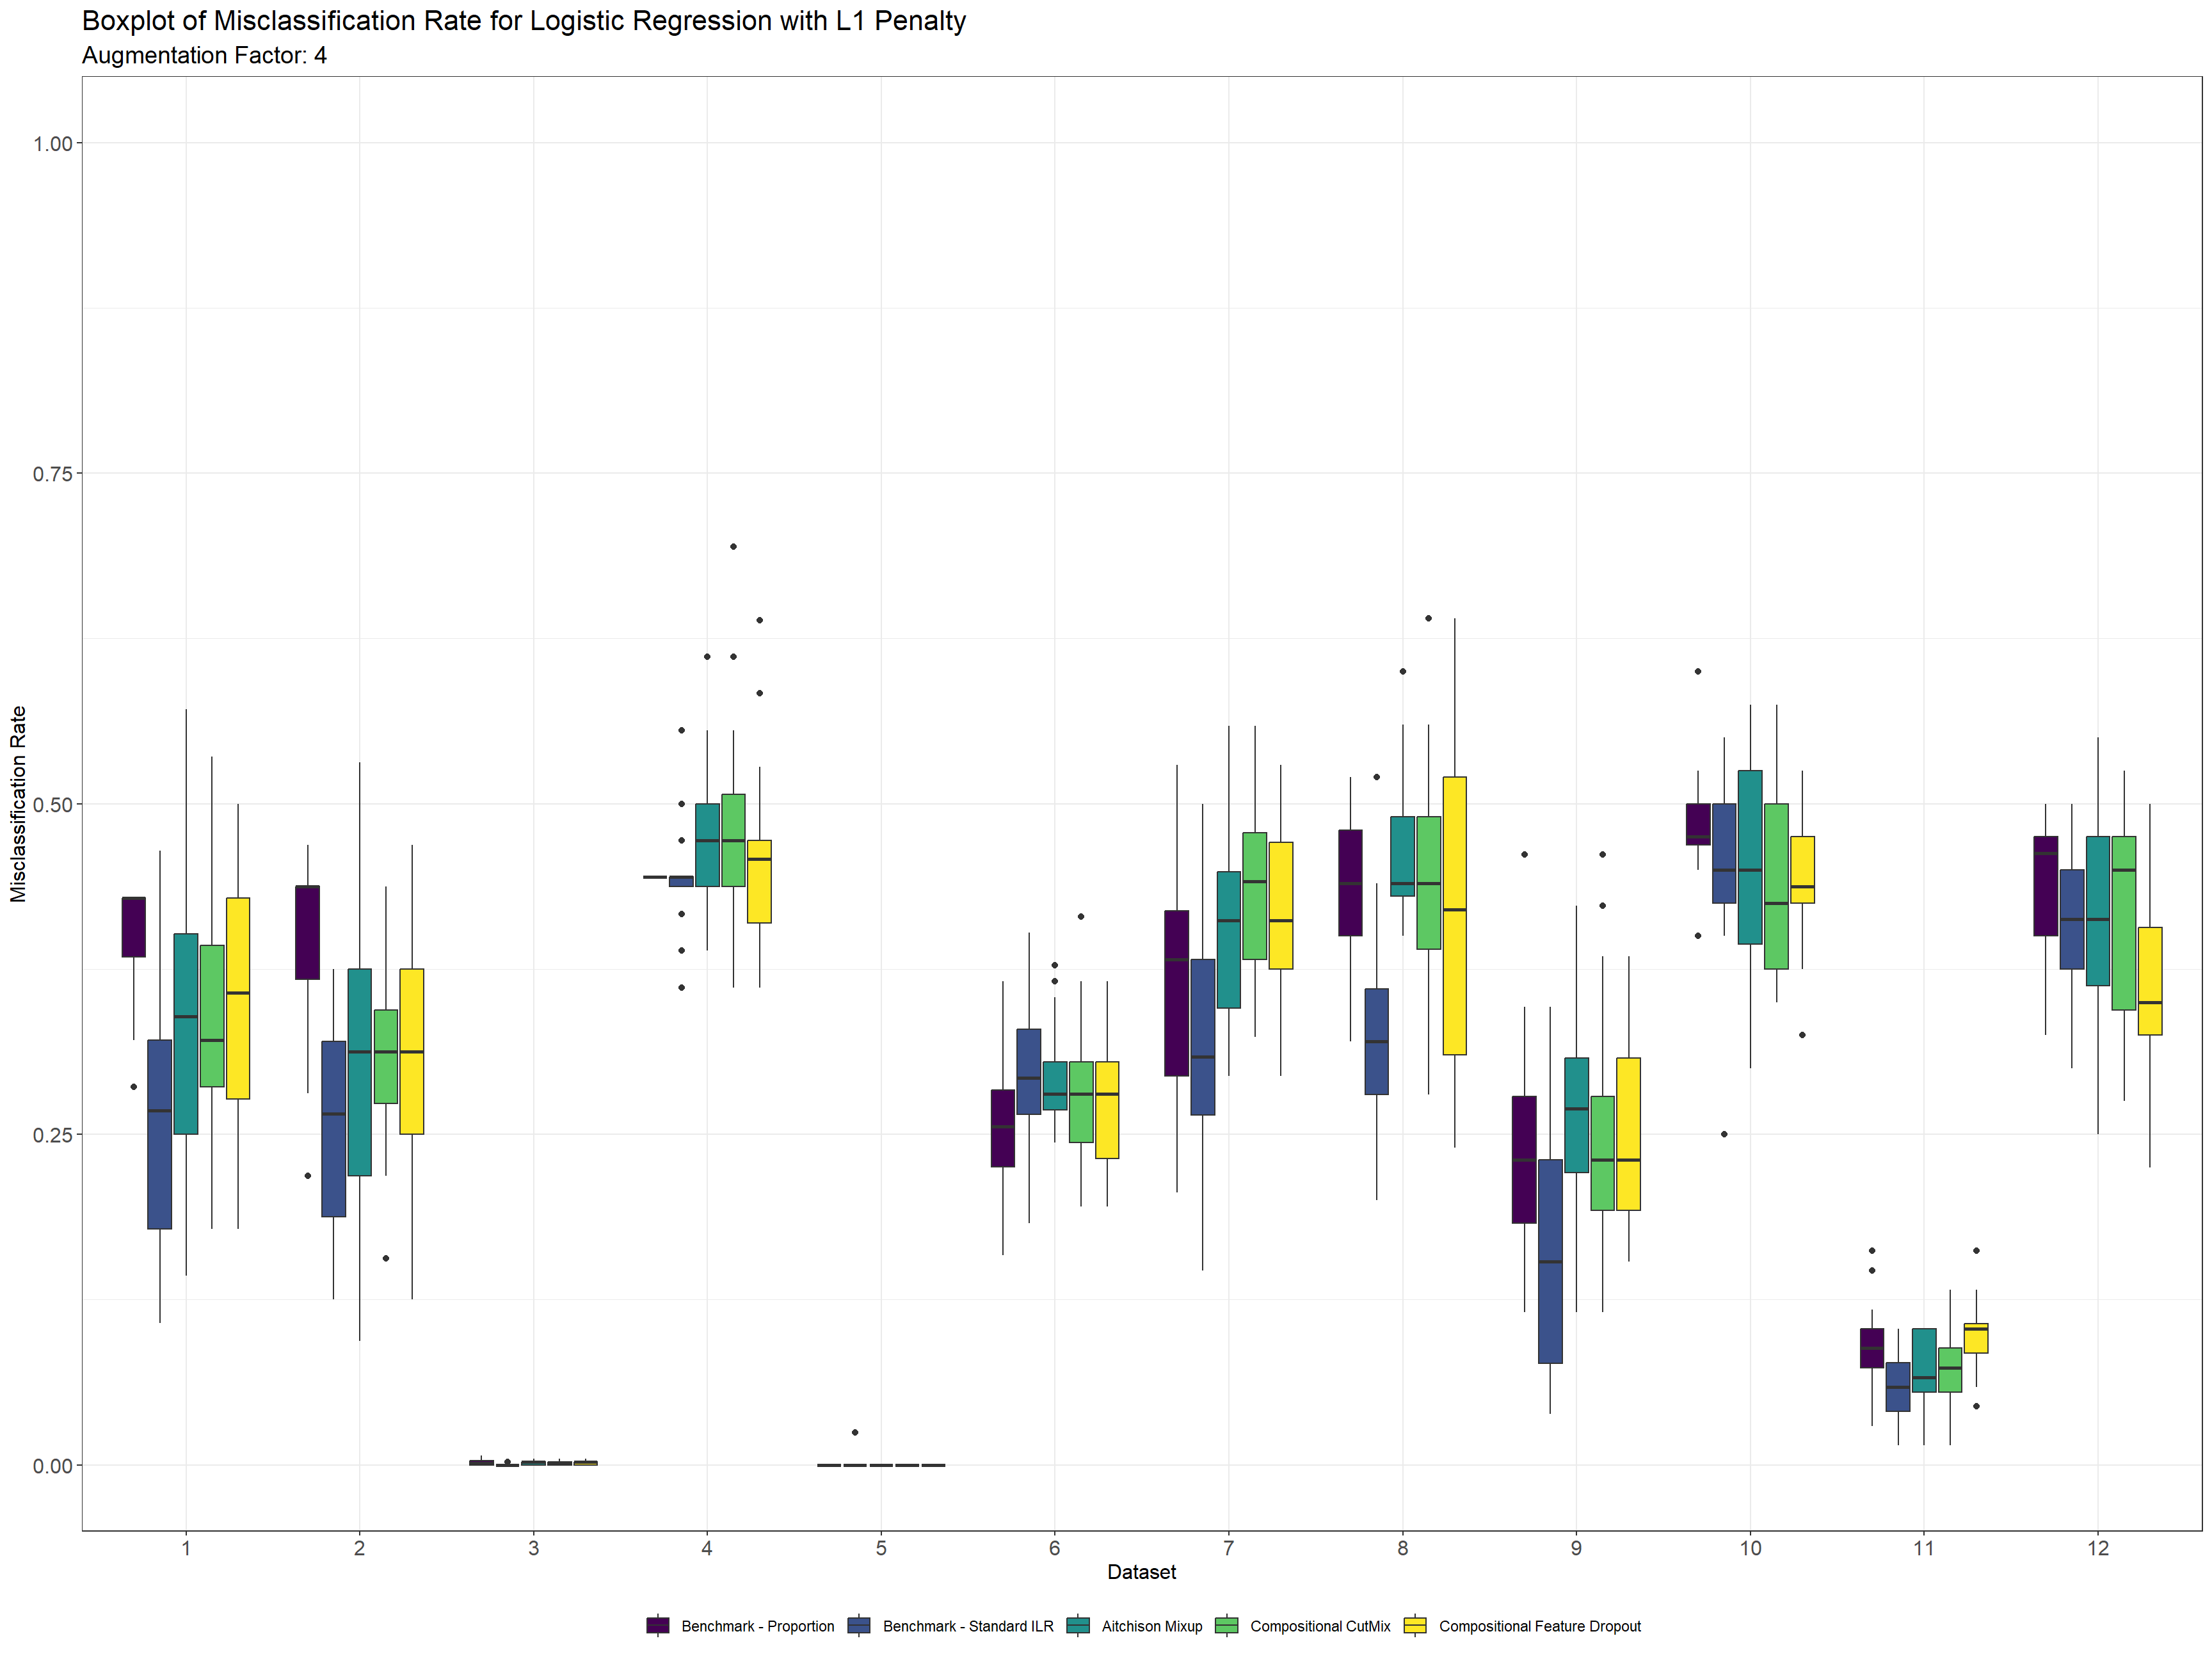 Boxplot of Misclassification Rate for Logistic Regression with L1 Penalty
Augmentation Factor: 4
Misclassification Rate
1.00
0.75
0.50
0.25
0.00
1 2 3 4 5 6 7 8 9 10 11 12
Dataset
Benchmark - Proportion Benchmark - Standard ILR Aitchison Mixup Compositional CutMix Compositional Feature Dropout